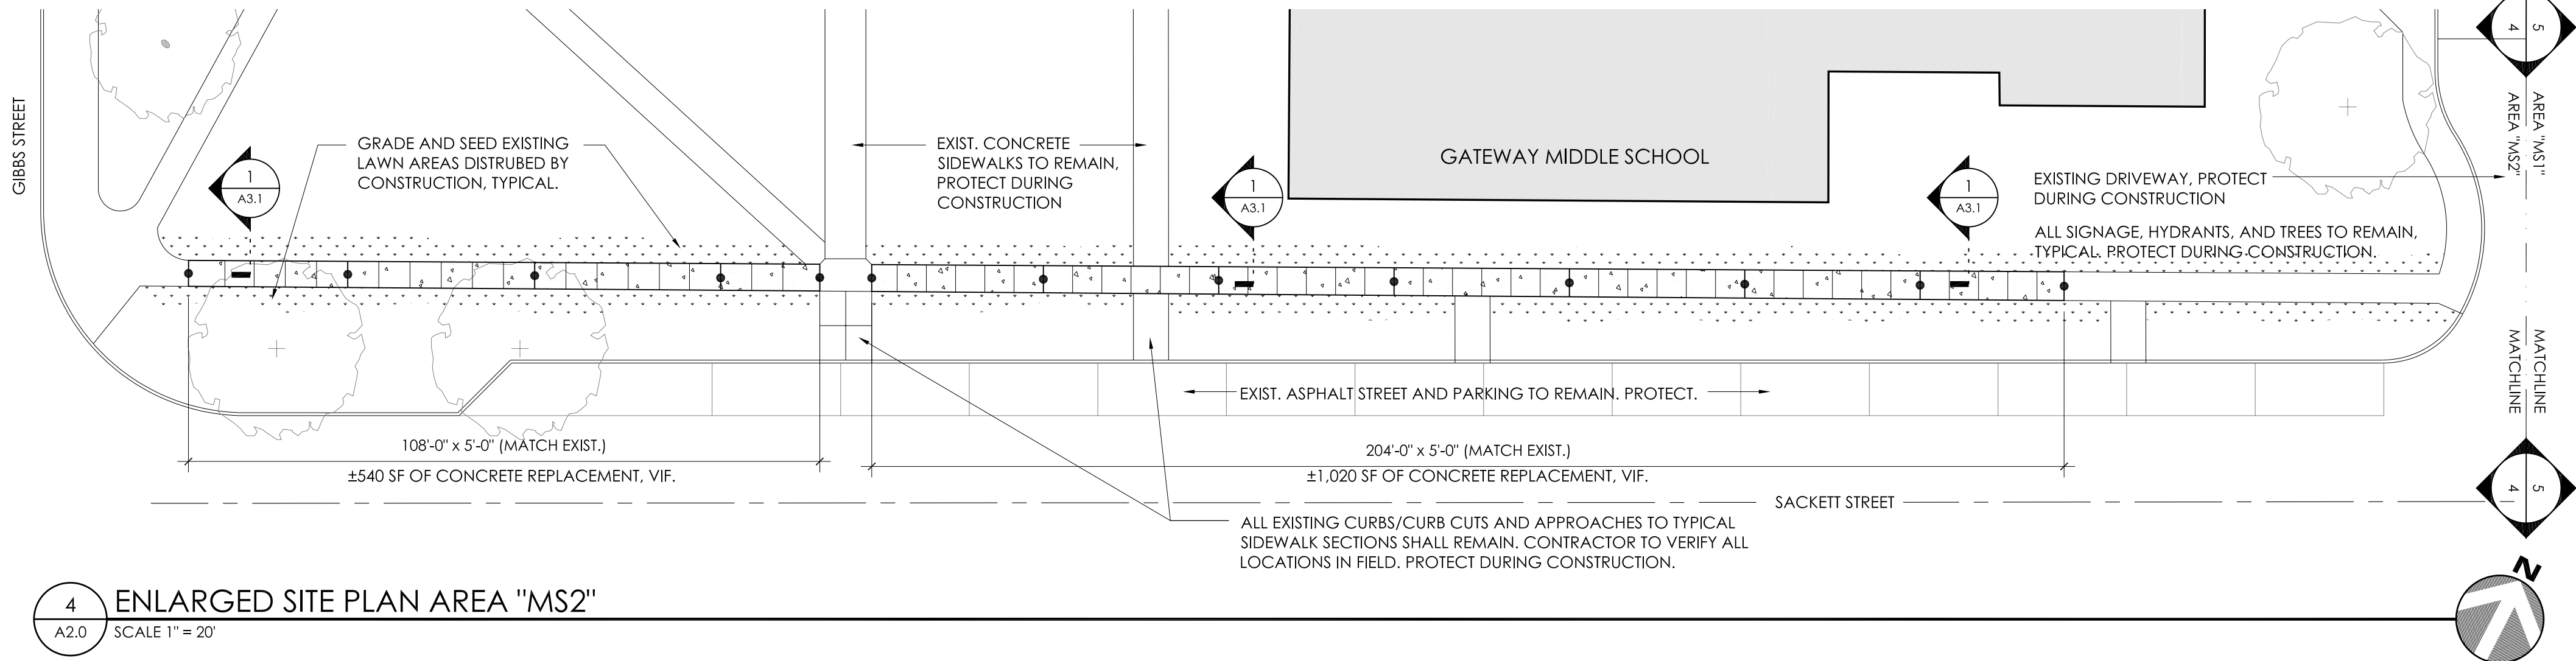 GIBBS STREET
GRADE AND SEED EXISTING
LAWN AREAS DISTRUBED BY
CONSTRUCTION, TYPICAL.
1
A3.1
EXIST. CONCRETE
SIDEWALKS TO REMAIN,
PROTECT DURING
CONSTRUCTION
1
A3.1
GATEWAY MIDDLE SCHOOL
1
A3.1
EXISTING DRIVEWAY, PROTECT
DURING CONSTRUCTION
ALL SIGNAGE, HYDRANTS, AND TREES TO REMAIN,
TYPICAL. PROTECT DURING CONSTRUCTION.
4
5
AREA "MS2"
AREA "MS1"
MATCHLINE
MATCHLINE
4
5
EXIST. ASPHALT STREET AND PARKING TO REMAIN. PROTECT.
108'-0" x 5'-0" (MATCH EXIST.)
±540 SF OF CONCRETE REPLACEMENT, VIF.
204'-0" x 5'-0" (MATCH EXIST.)
±1,020 SF OF CONCRETE REPLACEMENT, VIF.
SACKETT STREET
ALL EXISTING CURBS/CURB CUTS AND APPROACHES TO TYPICAL
SIDEWALK SECTIONS SHALL REMAIN. CONTRACTOR TO VERIFY ALL
LOCATIONS IN FIELD. PROTECT DURING CONSTRUCTION.
4
A2.0
ENLARGED SITE PLAN AREA "MS2"
SCALE 1" = 20'
N